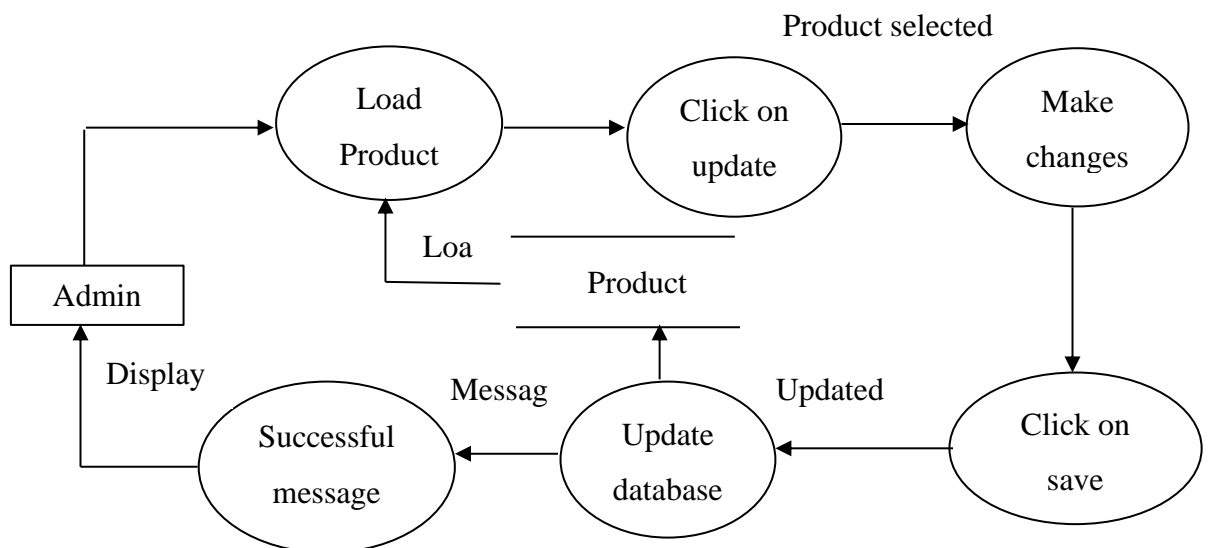 Product selected
Load
Product
Click on
update
Make
changes
Loa
Product
Admin
Display
Messag
Updated
Successful
message
Update
database
Click on
save